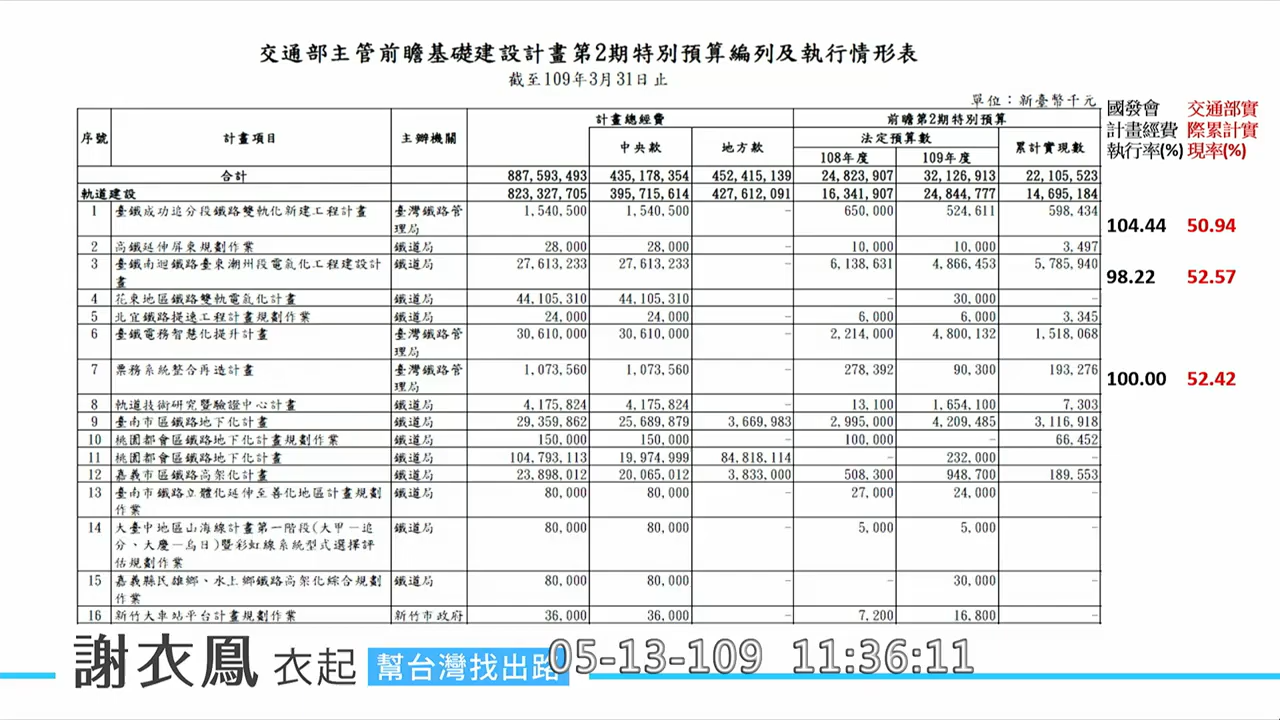 交通部主管前瞻基礎建設計畫第2期特別預算編列及執行情形表
截至109年3月31日止
單位：新臺幣千元
序號 計畫項目 主辦機關 計畫總經費 前瞻第2期特別預算 國發會計畫經費執行率(%) 交通部實際累計實現率(%)
中央款 地方款 法定預算數 累計實現數
108年度 109年度
合計 887,593,493 435,178,354 452,415,139 24,823,907 32,126,913 22,105,523
軌道建設 823,327,705 395,715,614 427,612,091 16,341,907 24,844,777 14,695,184
1 臺鐵成功追分段鐵路雙軌化新建工程計畫 臺灣鐵路管理局 1,540,500 1,540,500 - 650,000 524,611 598,434 104.44 50.94
2 高鐵延伸屏東規劃作業 鐵道局 28,000 28,000 - 10,000 10,000 3,497
3 臺鐵南迴鐵路臺東潮州段電氣化工程建設計畫 鐵道局 27,613,233 27,613,233 - 6,138,631 4,866,453 5,785,940 98.22 52.57
4 花東地區鐵路雙軌電氣化計畫 鐵道局 44,105,310 44,105,310 - - 30,000 -
5 北宜鐵路提速工程計畫規劃作業 鐵道局 24,000 24,000 - 6,000 6,000 3,345
6 臺鐵電務智慧化提升計畫 臺灣鐵路管理局 30,610,000 30,610,000 - 2,214,000 4,800,132 1,518,068
7 票務系統整合再造計畫 臺灣鐵路管理局 1,073,560 1,073,560 - 278,392 90,300 193,276 100.00 52.42
8 軌道技術研究暨驗證中心計畫 鐵道局 4,175,824 4,175,824 - 13,100 1,654,100 7,303
9 臺南市區鐵路地下化計畫 鐵道局 29,359,862 25,689,879 3,669,983 2,995,000 4,209,485 3,116,918
10 桃園都會區鐵路地下化計畫規劃作業 鐵道局 150,000 150,000 - 100,000 - 66,452
11 桃園都會區鐵路地下化計畫 鐵道局 104,793,113 19,974,999 84,818,114 - 232,000 -
12 嘉義市區鐵路高架化計畫 鐵道局 23,898,012 20,065,012 3,833,000 508,300 948,700 189,553
13 臺南市鐵路立體化延伸至善化地區計畫規劃作業 鐵道局 80,000 80,000 - 27,000 24,000 -
14 大臺中地區山海線計畫第一階段(大甲－追分、大慶－烏日)暨彩虹線系統型式選擇評估規劃作業 鐵道局 80,000 80,000 - 5,000 5,000 -
15 嘉義縣民雄鄉、水上鄉鐵路高架化綜合規劃作業 鐵道局 80,000 80,000 - - 30,000 -
16 新竹大車站平台計畫規劃作業 新竹市政府 36,000 36,000 - 7,200 16,800 -
謝衣鳳 衣起 幫台灣找出路
05-13-109 11:36:11